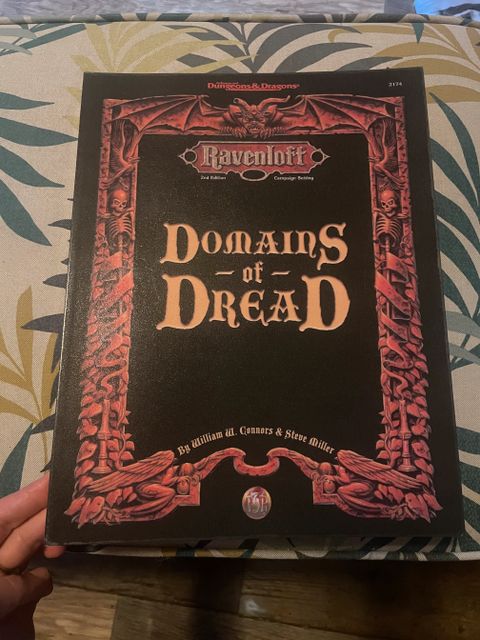 Advanced
Dungeons & Dragons®
2174
Ravenloft
2nd Edition
Campaign Setting
DOMAINS
- of -
DREAD
By William W. Connors & Steve Miller
TSR